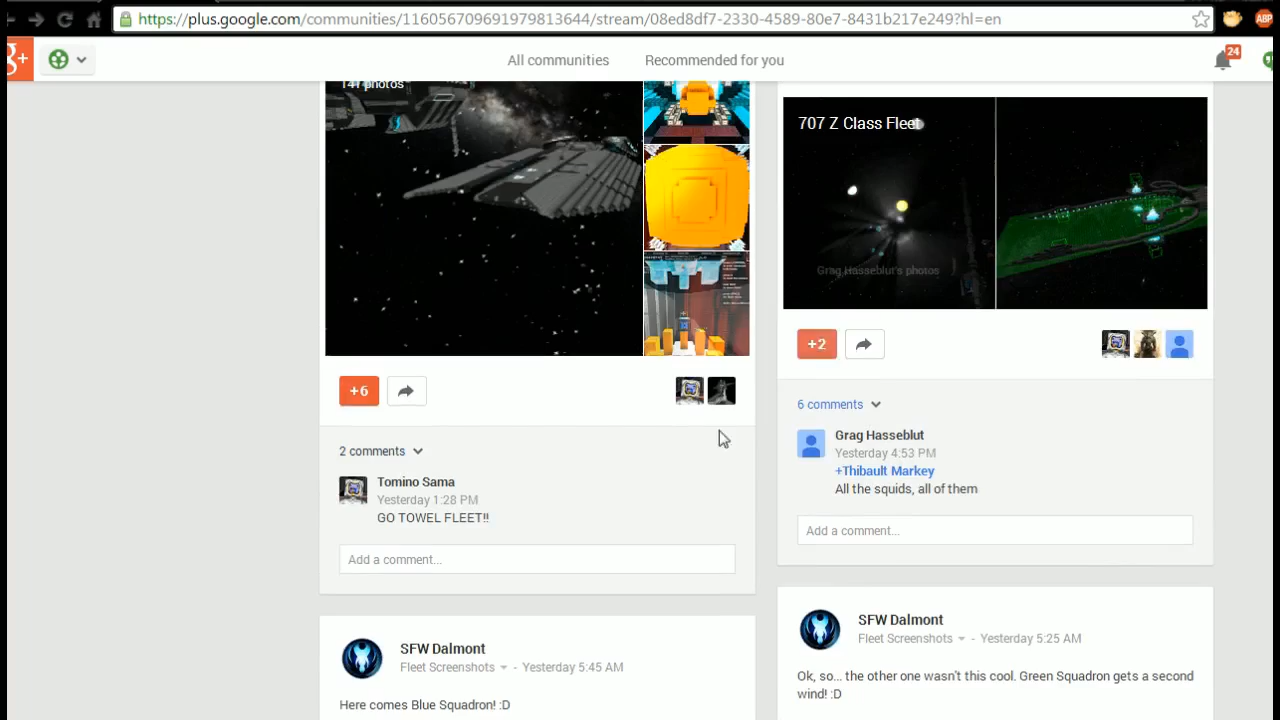 https://plus.google.com/communities/116056709691979813644/stream/08ed8df7-2330-4589-80e7-8431b217e249?hl=en
ABP
g+
All communities
Recommended for you
24
141 photos
+6
2 comments
Tomino Sama
Yesterday 1:28 PM
GO TOWEL FLEET!!
Add a comment...
SFW Dalmont
Fleet Screenshots - Yesterday 5:45 AM
Here comes Blue Squadron! :D
707 Z Class Fleet
Grag Hasseblut's photos
+2
6 comments
Grag Hasseblut
Yesterday 4:53 PM
+Thibault Markey
All the squids, all of them
Add a comment...
SFW Dalmont
Fleet Screenshots - Yesterday 5:25 AM
Ok, so... the other one wasn't this cool. Green Squadron gets a second
wind! :D